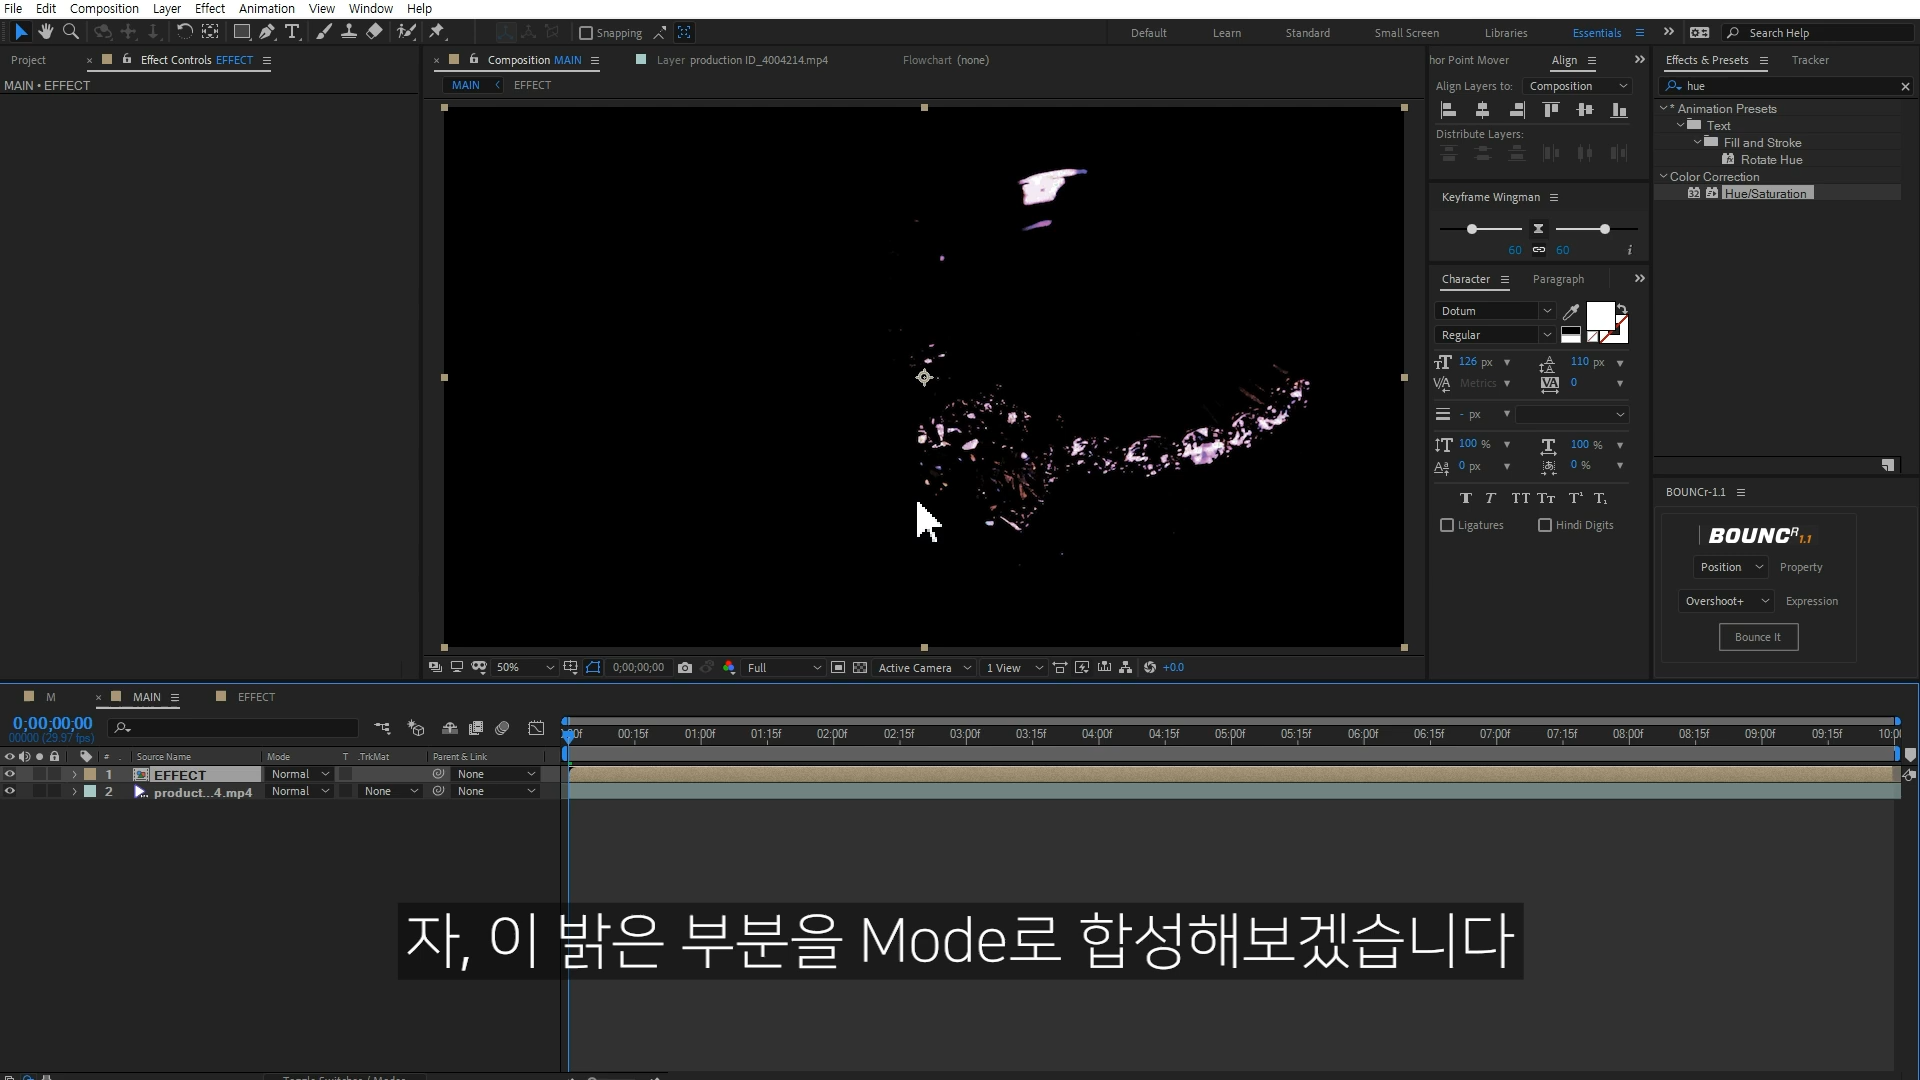 File Edit Composition Layer Effect Animation View Window Help
Snapping Default Learn Standard Small Screen Libraries Essentials Search Help
Project Effect Controls EFFECT Composition MAIN Layer production ID_4004214.mp4 Flowchart (none) hor Point Mover Align Effects & Presets Tracker
MAIN • EFFECT MAIN EFFECT Align Layers to: Composition hue
Distribute Layers:
* Animation Presets
Text
Fill and Stroke
Rotate Hue
Color Correction
Hue/Saturation
Keyframe Wingman
60 60
Character Paragraph
Dotum
Regular
126 px 110 px
Metrics 0
- px
100 % 100 %
0 px 0 %
Ligatures Hindi Digits
BOUNCr-1.1
BOUNCR 1.1
Position Property
Overshoot+ Expression
Bounce It
50% 0;00;00;00 Full Active Camera 1 View +0.0
M MAIN EFFECT
0;00;00;00
00000 (29.97 fps)
:00f 00:15f 01:00f 01:15f 02:00f 02:15f 03:00f 03:15f 04:00f 04:15f 05:00f 05:15f 06:00f 06:15f 07:00f 07:15f 08:00f 08:15f 09:00f 09:15f 10:0
# Source Name Mode T .TrkMat Parent & Link
1 EFFECT Normal None
2 product...4.mp4 Normal None None
자, 이 밝은 부분을 Mode로 합성해보겠습니다